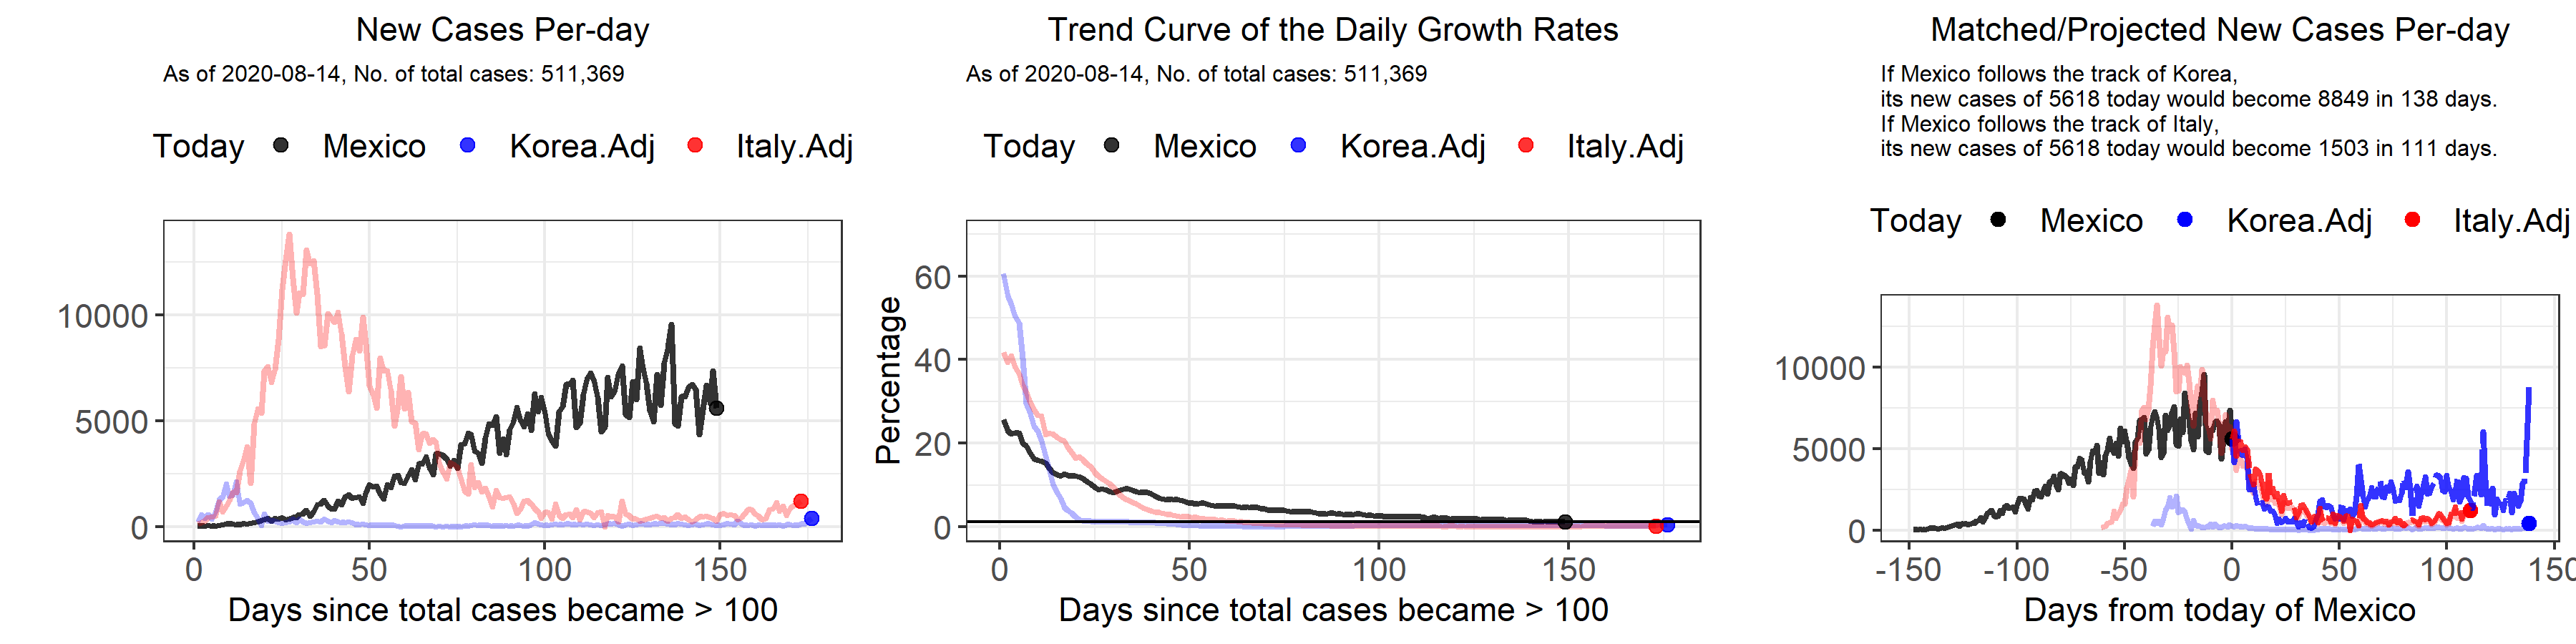 New Cases Per-day
As of 2020-08-14, No. of total cases: 511,369
Today Mexico Korea.Adj Italy.Adj
10000
5000
0
0 50 100 150
Days since total cases became > 100
Trend Curve of the Daily Growth Rates
As of 2020-08-14, No. of total cases: 511,369
Today Mexico Korea.Adj Italy.Adj
Percentage
60
40
20
0
0 50 100 150
Days since total cases became > 100
Matched/Projected New Cases Per-day
If Mexico follows the track of Korea,
its new cases of 5618 today would become 8849 in 138 days.
If Mexico follows the track of Italy,
its new cases of 5618 today would become 1503 in 111 days.
Today Mexico Korea.Adj Italy.Adj
10000
5000
0
-150 -100 -50 0 50 100 150
Days from today of Mexico